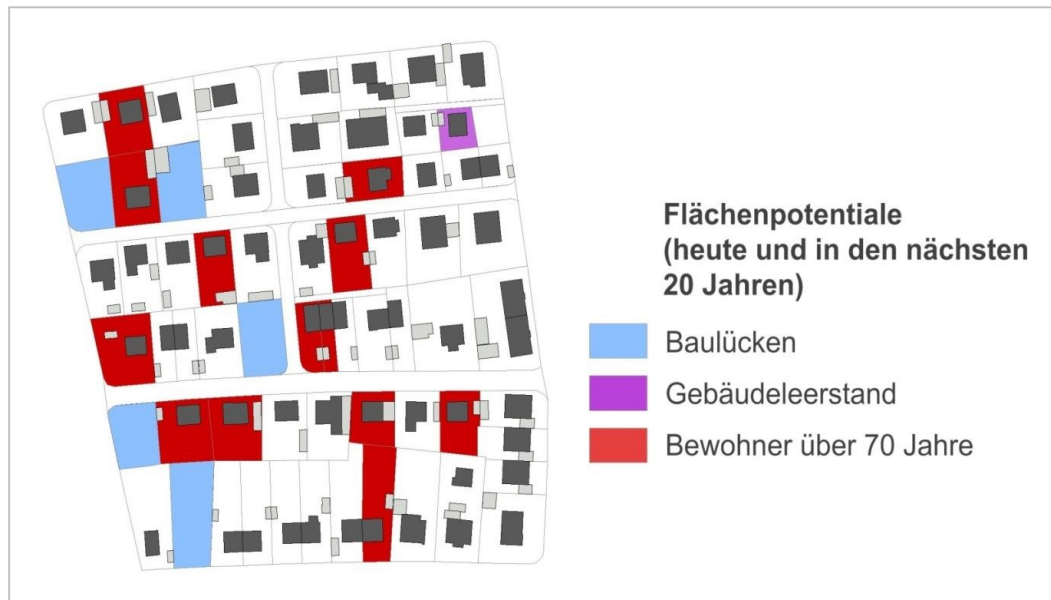 Flächenpotentiale
(heute und in den nächsten
20 Jahren)
Baulücken
Gebäudeleerstand
Bewohner über 70 Jahre